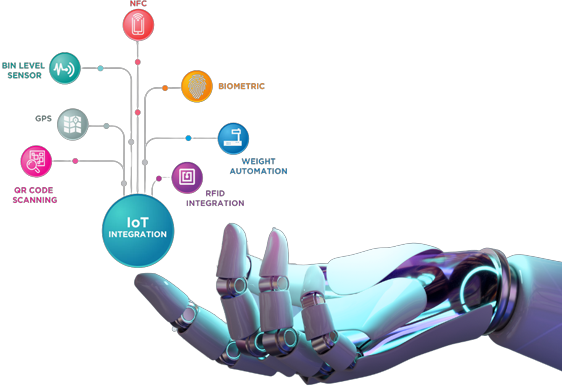 NFC
BIN LEVEL
SENSOR
BIOMETRIC
GPS
WEIGHT
AUTOMATION
QR CODE
SCANNING
RFID
INTEGRATION
IoT
INTEGRATION